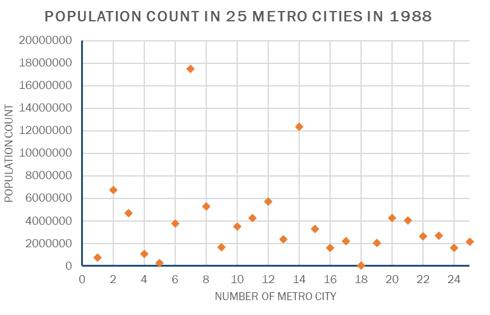 POPULATION COUNT IN 25 METRO CITIES IN 1988
20000000
18000000
16000000
14000000
12000000
10000000
8000000
6000000
4000000
2000000
0
POPULATION COUNT
0 2 4 6 8 10 12 14 16 18 20 22 24
NUMBER OF METRO CITY